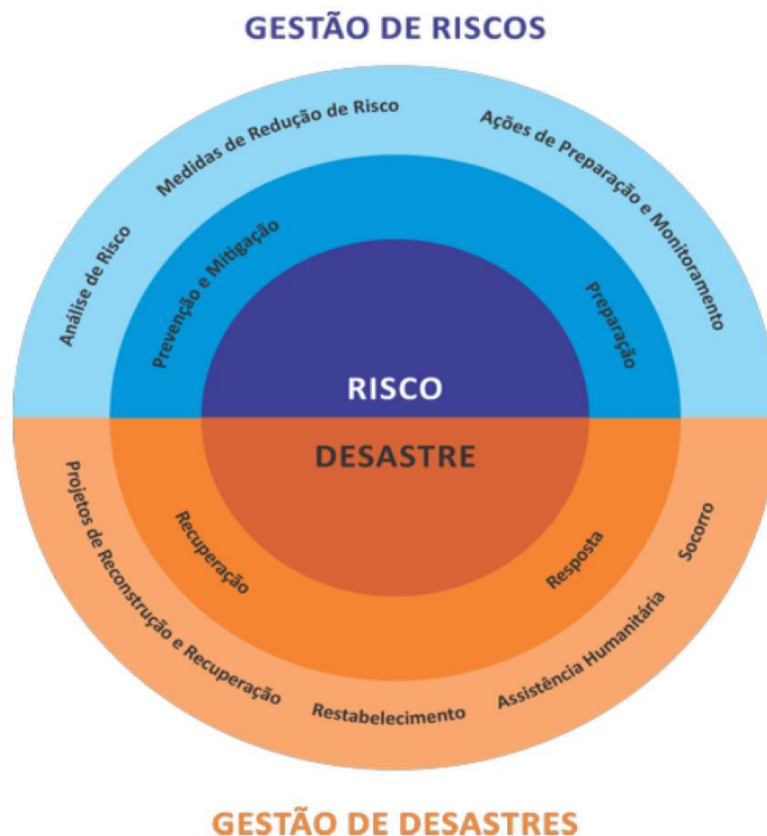 GESTÃO DE RISCOS
Medidas de Redução de Risco
Ações de Preparação e Monitoramento
Análise de Risco
Prevenção e Mitigação
Preparação
RISCO
DESASTRE
Recuperação
Resposta
Socorro
Projetos de Reconstrução e Recuperação
Assistência Humanitária
Restabelecimento
GESTÃO DE DESASTRES